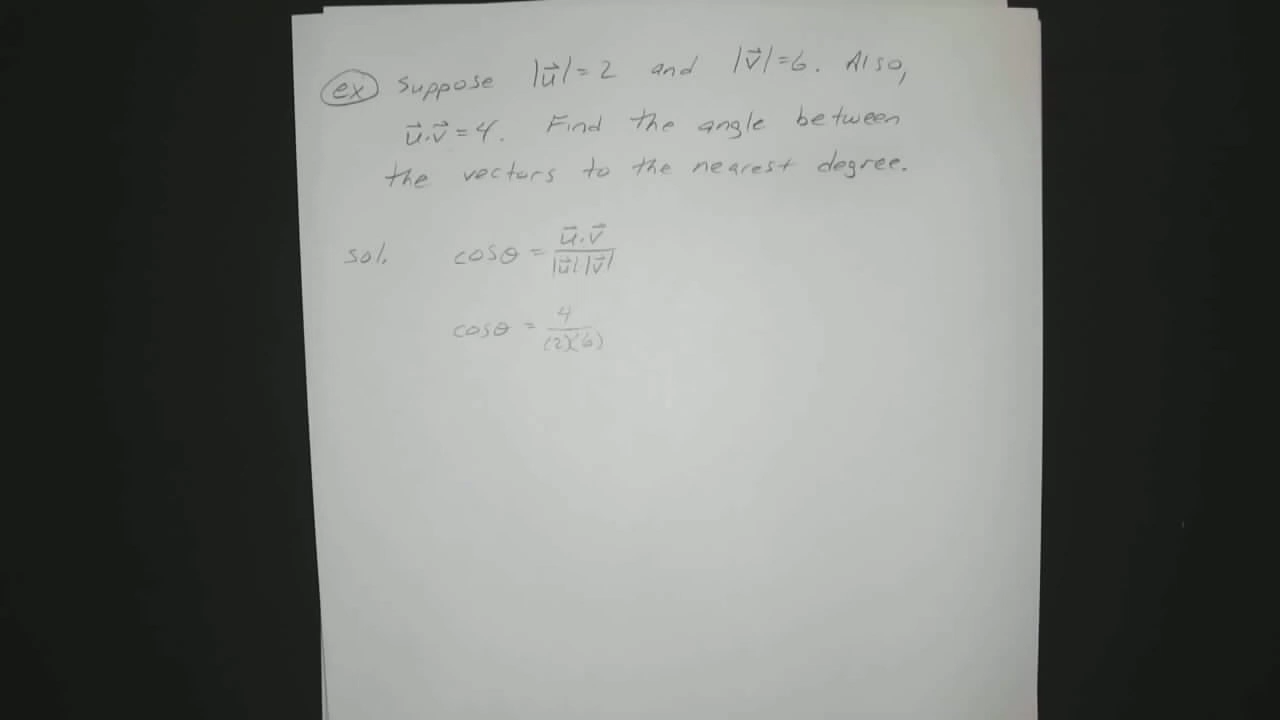 ex Suppose |u⃗|=2 and |v⃗|=6. Also,
u⃗·v⃗=4. Find the angle between
the vectors to the nearest degree.
sol. cosθ = u⃗·v⃗ / |u⃗|·|v⃗|
cosθ = 4 / (2)(6)